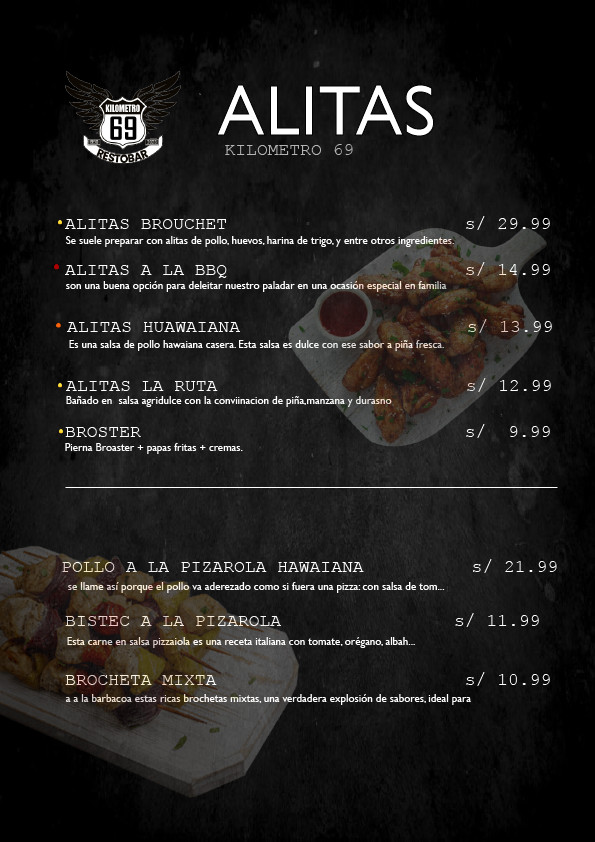 KILOMETRO
69
RESTOBAR
ALITAS
KILOMETRO 69
ALITAS BROUCHET s/ 29.99
Se suele preparar con alitas de pollo, huevos, harina de trigo, y entre otros ingredientes.
ALITAS A LA BBQ s/ 14.99
son una buena opción para deleitar nuestro paladar en una ocasión especial en familia
ALITAS HUAWAIANA s/ 13.99
Es una salsa de pollo hawaiana casera. Esta salsa es dulce con ese sabor a piña fresca.
ALITAS LA RUTA s/ 12.99
Bañado en salsa agridulce con la conviinacion de piña,manzana y durasno
BROSTER s/ 9.99
Pierna Broaster + papas fritas + cremas.
POLLO A LA PIZAROLA HAWAIANA s/ 21.99
se llame así porque el pollo va aderezado como si fuera una pizza: con salsa de tom...
BISTEC A LA PIZAROLA s/ 11.99
Esta carne en salsa pizzaiola es una receta italiana con tomate, orégano, albah...
BROCHETA MIXTA s/ 10.99
a a la barbacoa estas ricas brochetas mixtas, una verdadera explosión de sabores, ideal para